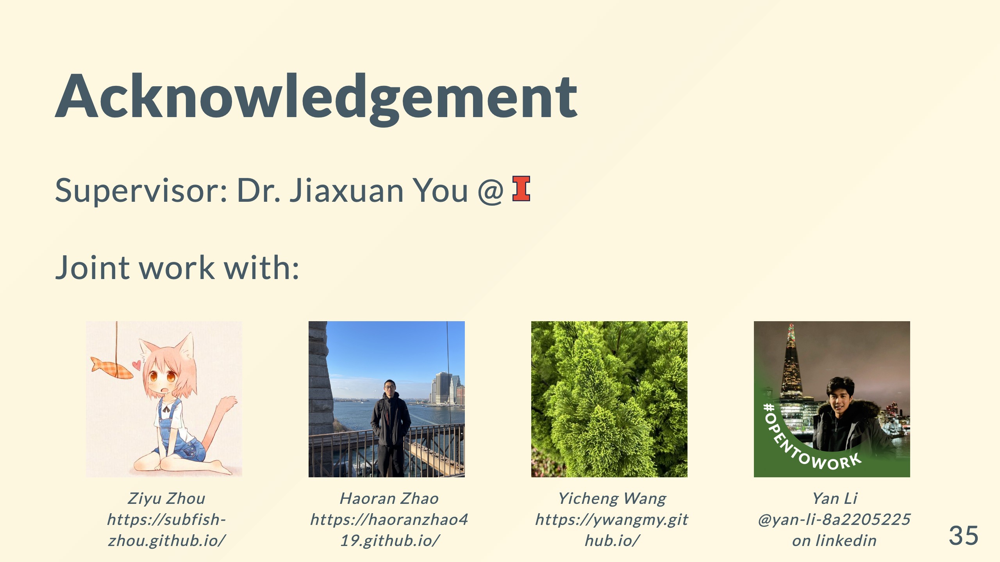 Acknowledgement
Supervisor: Dr. Jiaxuan You @ I
Joint work with:
#OPENTOWORK
Ziyu Zhou
https://subfish-
zhou.github.io/
Haoran Zhao
https://haoranzhao4
19.github.io/
Yicheng Wang
https://ywangmy.git
hub.io/
Yan Li
@yan-li-8a2205225
on linkedin
35